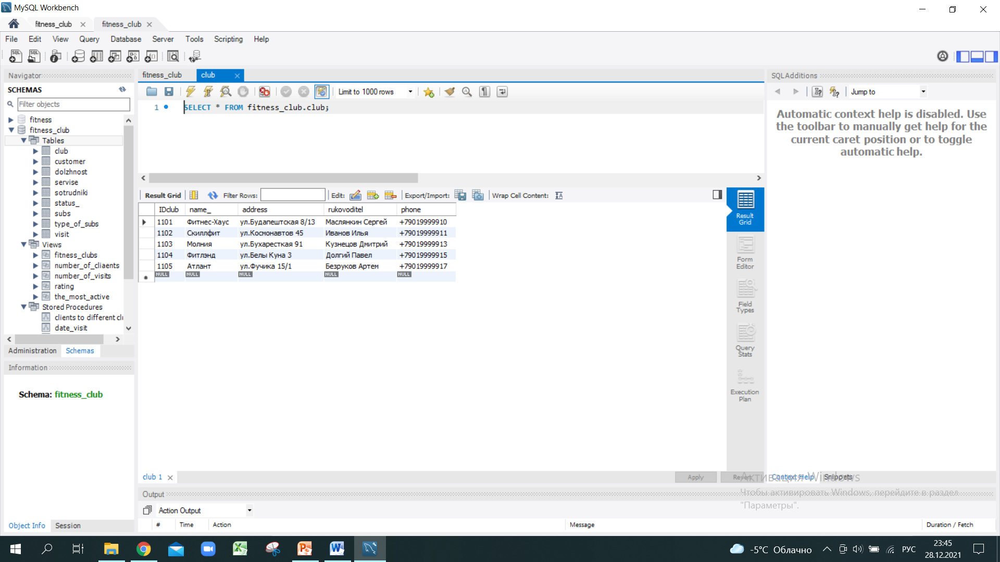 MySQL Workbench
fitness_club
fitness_club
File Edit View Query Database Server Tools Scripting Help
Navigator
SCHEMAS
Filter objects
fitness
fitness_club
Tables
club
customer
dolzhnost
servise
sotrudniki
status_
subs
type_of_subs
visit
Views
fitness_clubs
number_of_cliaents
number_of_visits
rating
the_most_active
Stored Procedures
clients to different clu
date_visit
Administration Schemas
Information
Schema: fitness_club
Object Info Session
fitness_club club
Limit to 1000 rows
1 SELECT * FROM fitness_club.club;
Result Grid Filter Rows: Edit: Export/Import: Wrap Cell Content:
IDclub name_ address rukovoditel phone
1101 Фитнес-Хаус ул.Будапештская 8/13 Маслянкин Сергей +79019999910
1102 Скиллфит ул.Космонавтов 45 Иванов Илья +79019999911
1103 Молния ул.Бухаресткая 91 Кузнецов Дмитрий +79019999913
1104 Фитлэнд ул.Белы Куна 3 Долгий Павел +79019999915
1105 Атлант ул.Фучика 15/1 Безруков Артем +79019999917
NULL NULL NULL NULL NULL
Result
Grid
Form
Editor
Field
Types
Query
Stats
Execution
Plan
club 1
Apply Revert
SQLAdditions
Jump to
Automatic context help is disabled. Use
the toolbar to manually get help for the
current caret position or to toggle
automatic help.
Context Help Snippets
Активация Windows
Чтобы активировать Windows, перейдите в раздел
"Параметры".
Output
Action Output
# Time Action Message Duration / Fetch
-5°C Облачно
РУС
23:45
28.12.2021